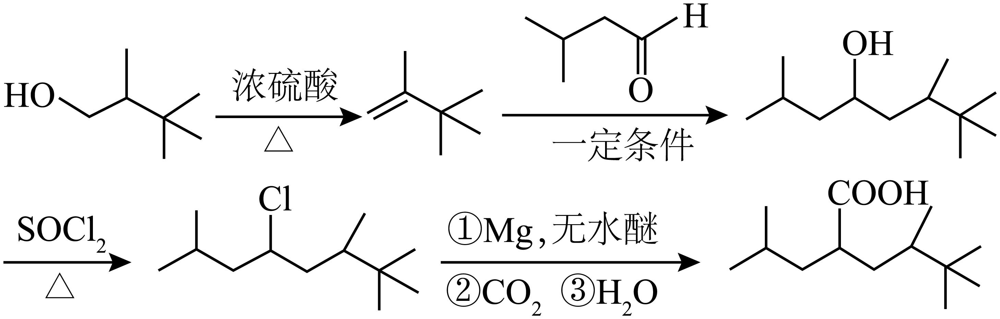 HO
浓硫酸
△
H
O
一定条件
OH
SOCl₂
△
Cl
①Mg,无水醚
②CO₂ ③H₂O
COOH